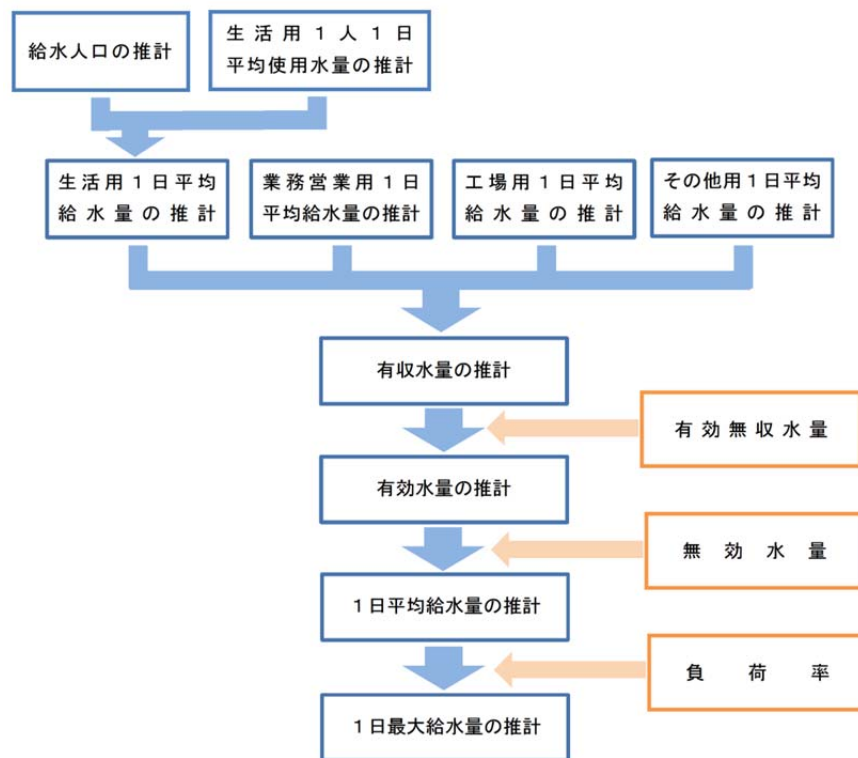 給水人口の推計
生活用１人１日
平均使用水量の推計
生活用１日平均
給水量の推計
業務営業用１日
平均給水量の推計
工場用１日平均
給水量の推計
その他用１日平均
給水量の推計
有収水量の推計
有効無収水量
有効水量の推計
無効水量
１日平均給水量の推計
負荷率
１日最大給水量の推計